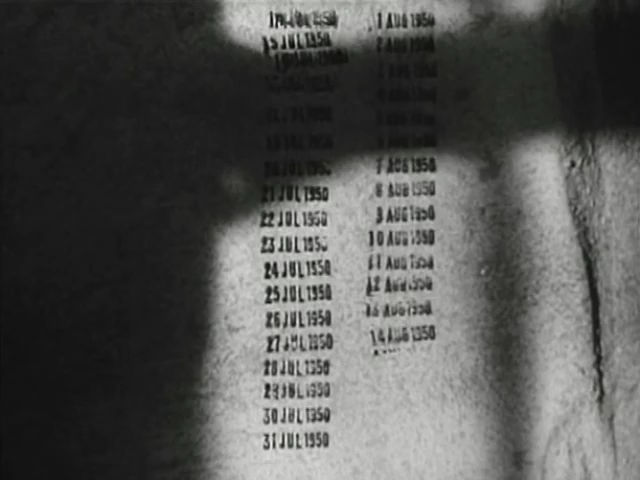 JUL 1950
15 JUL 1950
21 JUL 1950
22 JUL 1950
23 JUL 1950
24 JUL 1950
25 JUL 1950
26 JUL 1950
27 JUL 1950
28 JUL 1950
29 JUL 1950
30 JUL 1950
31 JUL 1950
1 AUG 1950
2 AUG 1950
7 AUG 1950
8 AUG 1950
9 AUG 1950
10 AUG 1950
11 AUG 1950
12 AUG 1950
13 AUG 1950
14 AUG 1950